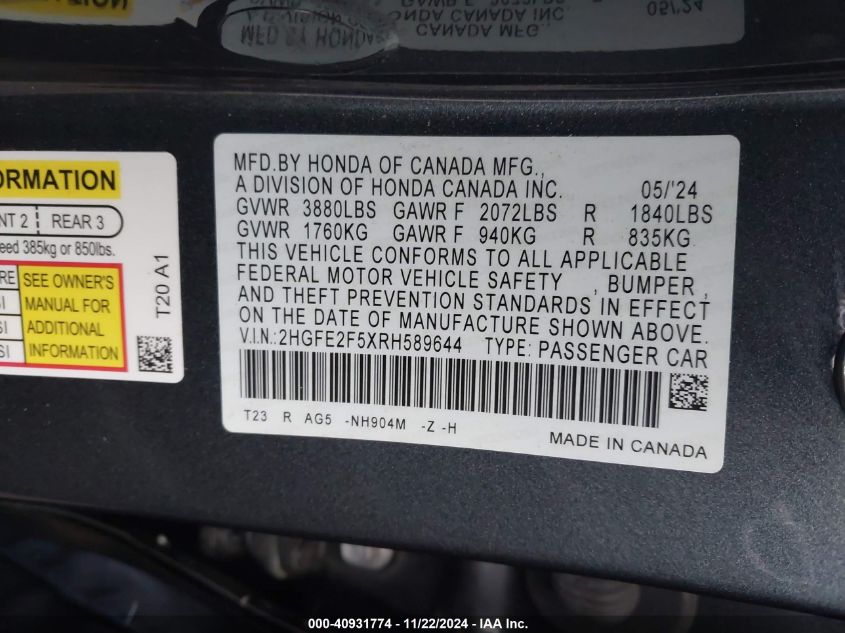 MFD.BY HONDA OF CANADA MFG.,
A DIVISION OF HONDA CANADA INC. 05/'24
GVWR 3880LBS GAWR F 2072LBS R 1840LBS
GVWR 1760KG GAWR F 940KG R 835KG
THIS VEHICLE CONFORMS TO ALL APPLICABLE
FEDERAL MOTOR VEHICLE SAFETY , BUMPER ,
AND THEFT PREVENTION STANDARDS IN EFFECT
ON THE DATE OF MANUFACTURE SHOWN ABOVE.
V.I.N.:2HGFE2F5XRH589644 TYPE: PASSENGER CAR
T23 R AG5 -NH904M -Z -H
MADE IN CANADA
REAR 3
385kg or 850lbs.
SEE OWNER'S
MANUAL FOR
ADDITIONAL
INFORMATION
T20 A1
000-40931774 - 11/22/2024 - IAA Inc.